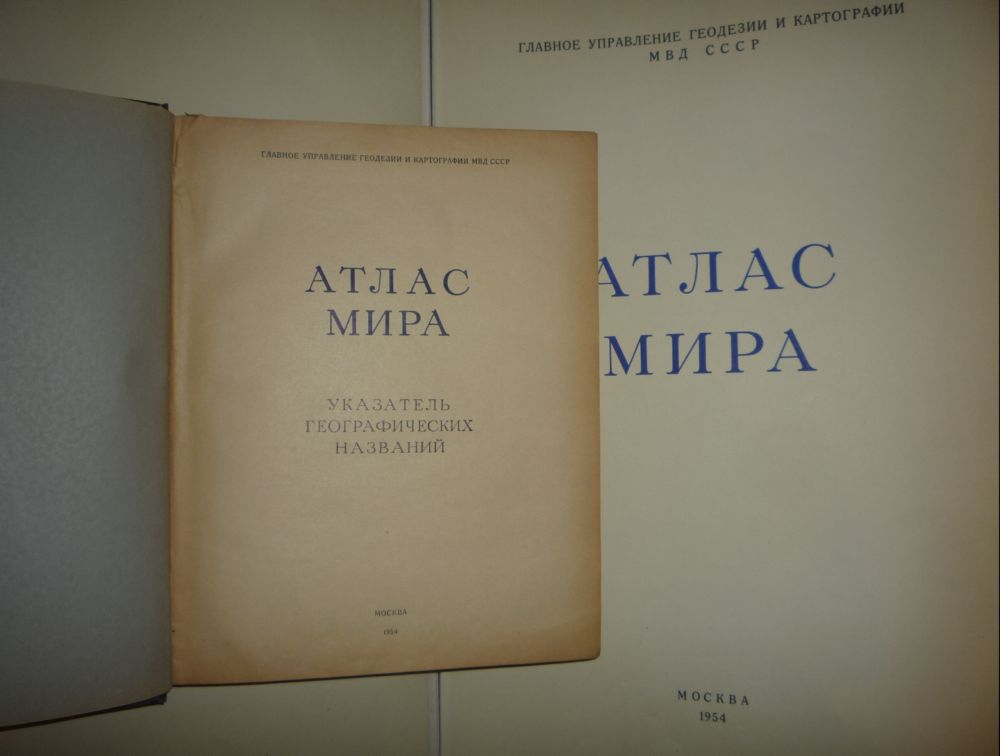 ГЛАВНОЕ УПРАВЛЕНИЕ ГЕОДЕЗИИ И КАРТОГРАФИИ МВД СССР
АТЛАС
МИРА
УКАЗАТЕЛЬ
ГЕОГРАФИЧЕСКИХ
НАЗВАНИЙ
МОСКВА
1954
ГЛАВНОЕ УПРАВЛЕНИЕ ГЕОДЕЗИИ И КАРТОГРАФИИ
МВД СССР
АТЛАС
МИРА
МОСКВА
1954